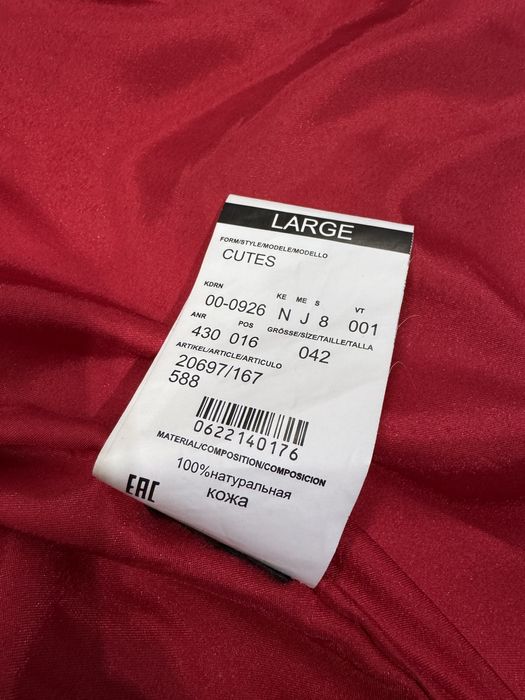 LARGE
FORM/STYLE/MODELE/MODELLO
CUTES
KDRN KE ME S VT
00-0926 N J 8 001
ANR POS GRÖSSE/SIZE/TAILLE/TALLA
430 016 042
ARTIKEL/ARTICLE/ARTICULO
20697/167
588
0622140176
MATERIAL/COMPOSITION/COMPOSICION
100%натуральная
кожа
EAC